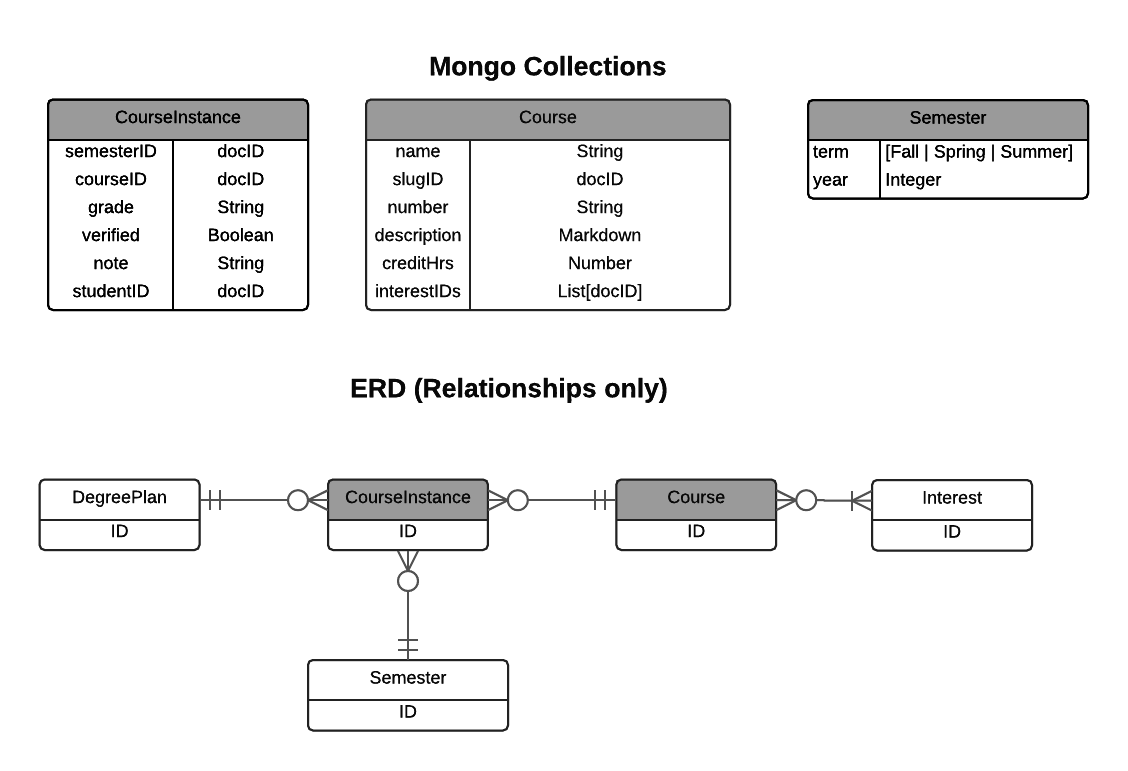 Mongo Collections
CourseInstance
semesterID docID
courseID docID
grade String
verified Boolean
note String
studentID docID
Course
name String
slugID docID
number String
description Markdown
creditHrs Number
interestIDs List[docID]
Semester
term [Fall | Spring | Summer]
year Integer
ERD (Relationships only)
DegreePlan
ID
CourseInstance
ID
Course
ID
Interest
ID
Semester
ID